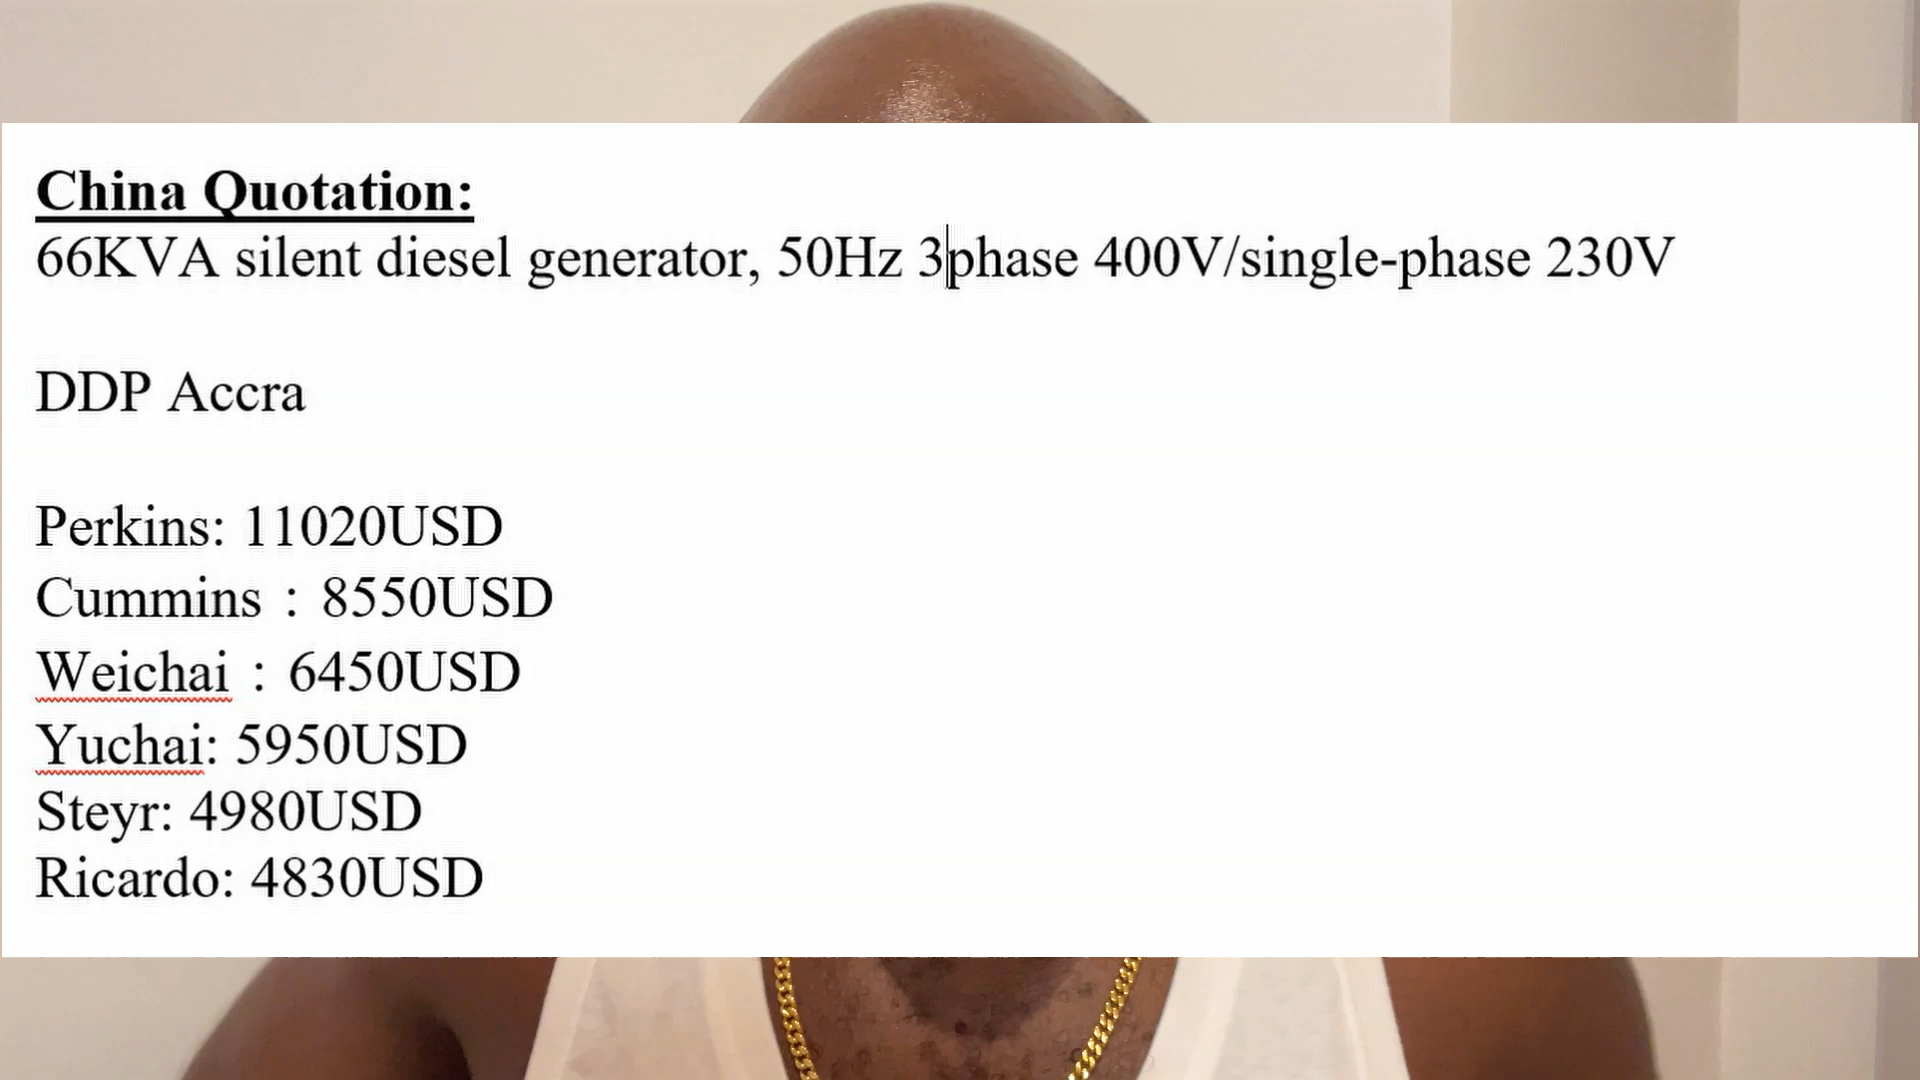 China Quotation:
66KVA silent diesel generator, 50Hz 3phase 400V/single-phase 230V
DDP Accra
Perkins: 11020USD
Cummins : 8550USD
Weichai : 6450USD
Yuchai: 5950USD
Steyr: 4980USD
Ricardo: 4830USD